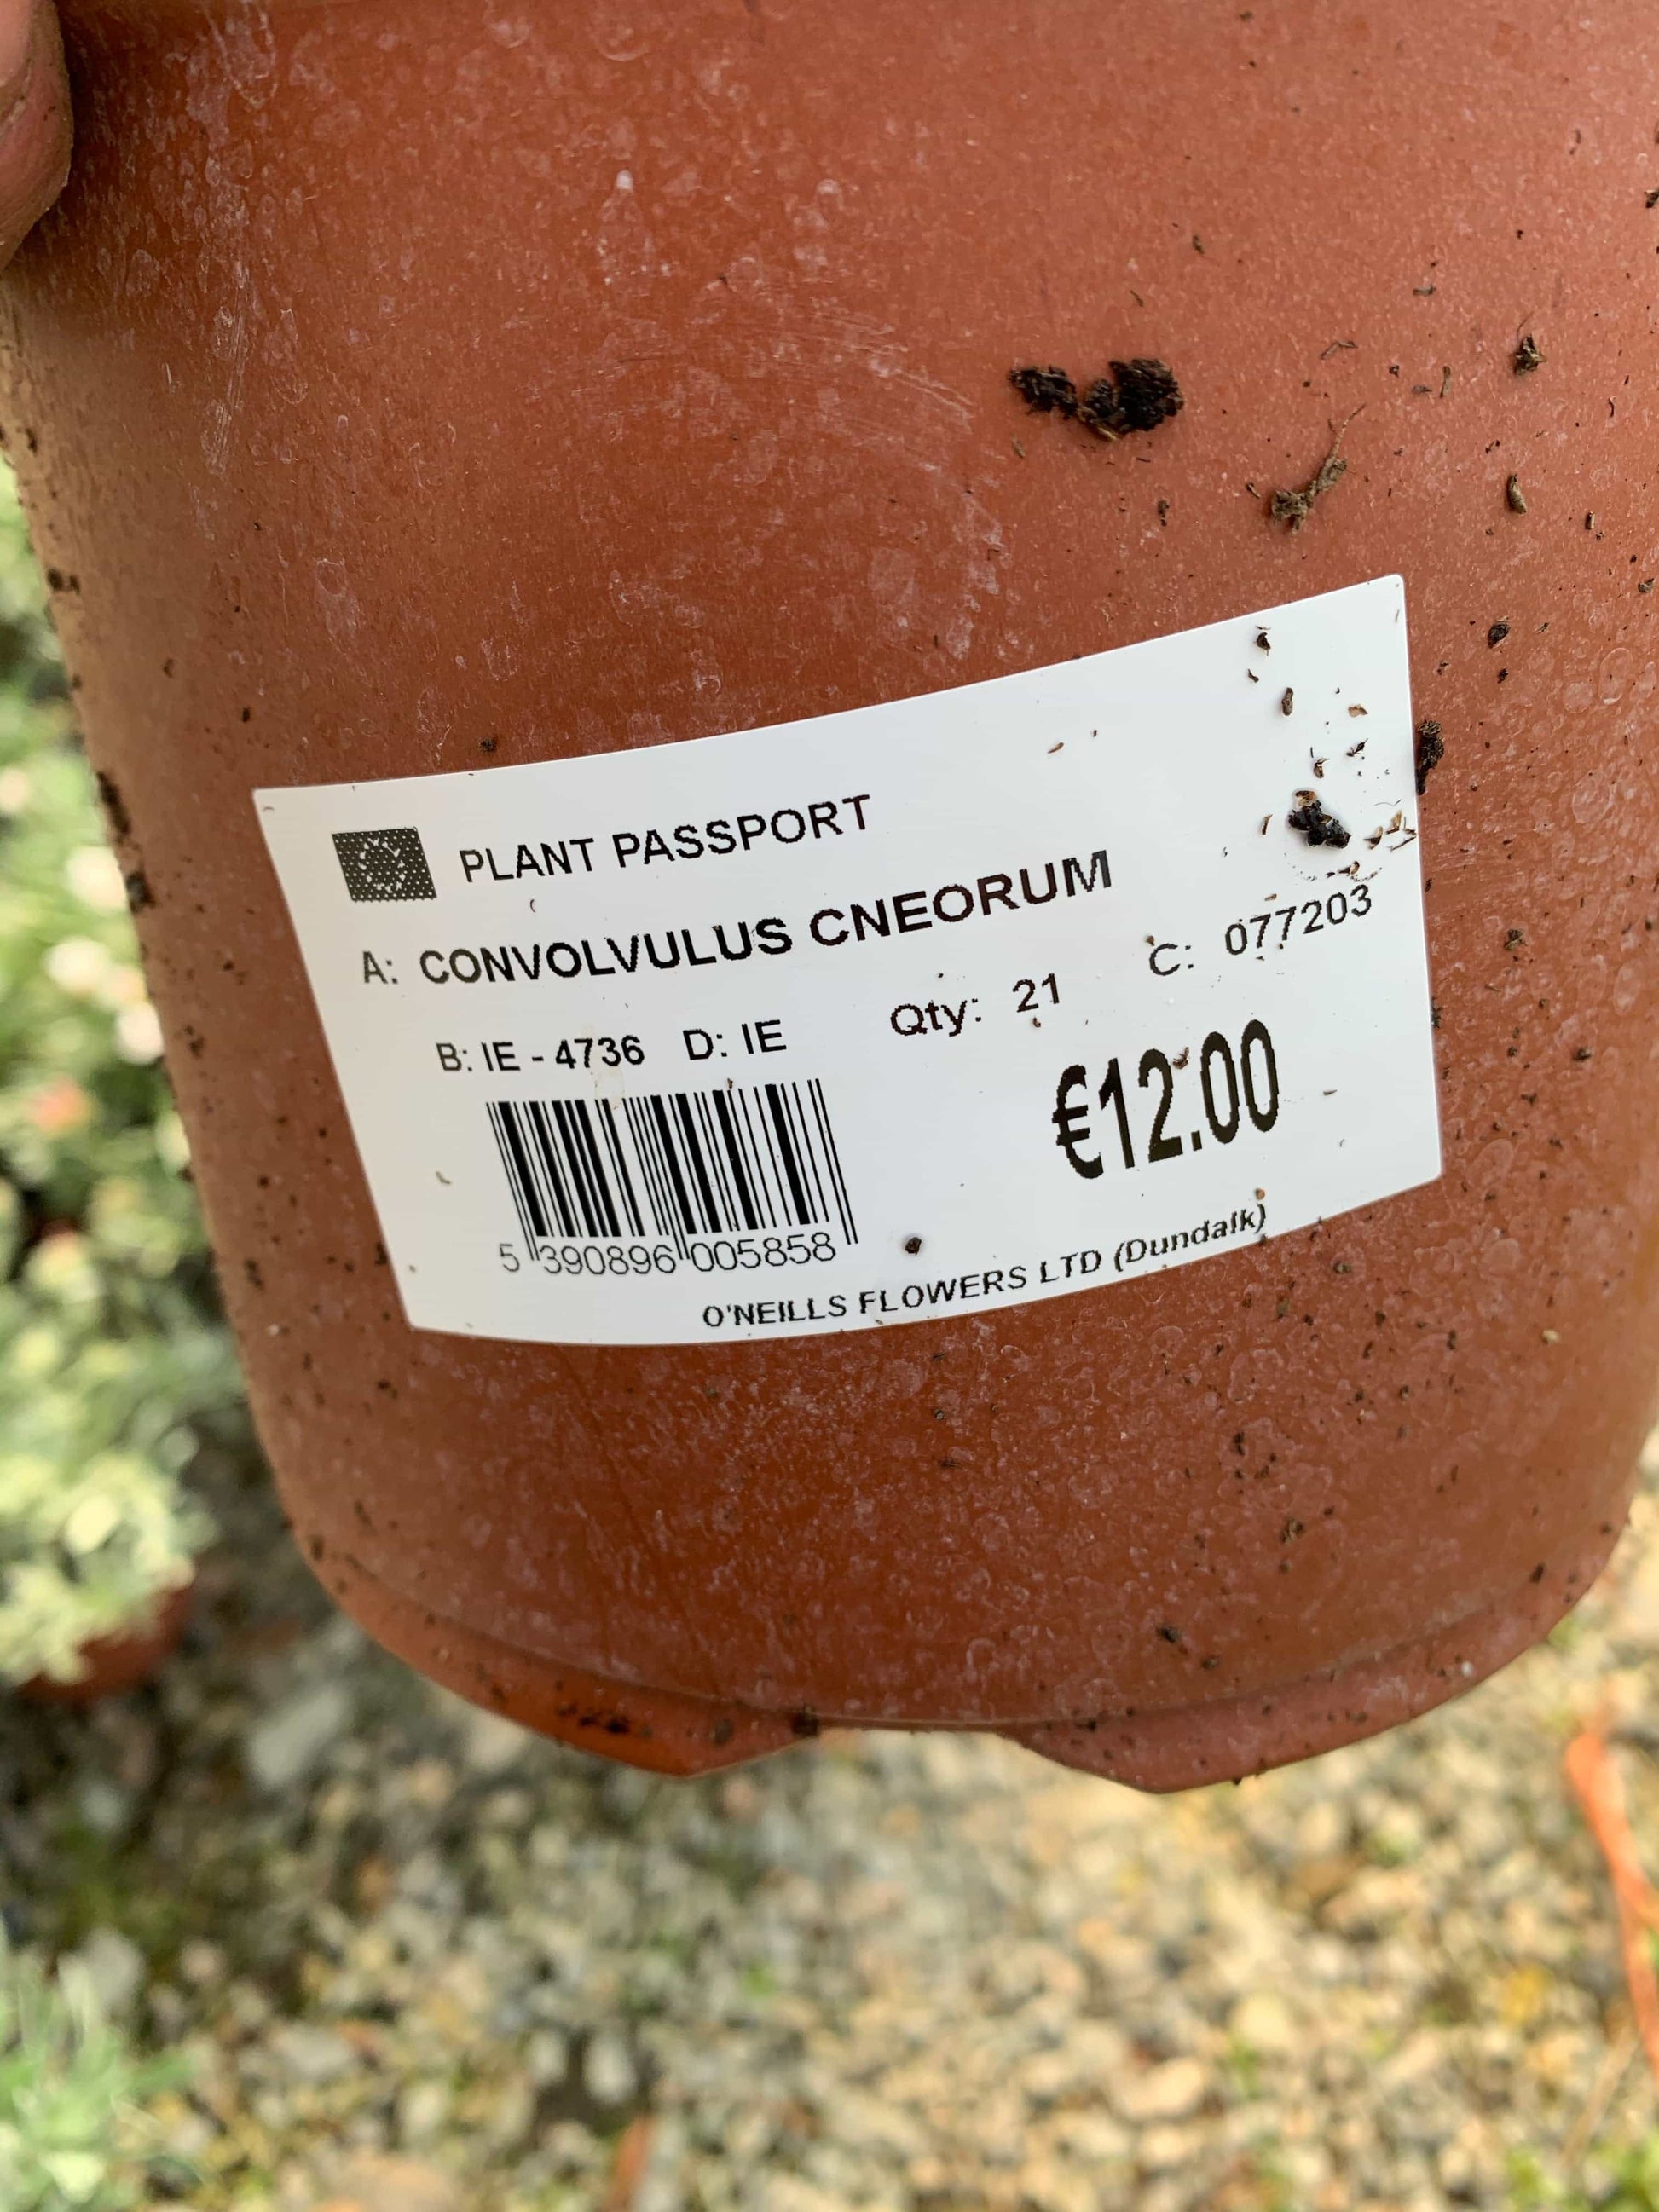 PLANT PASSPORT
A: CONVOLVULUS CNEORUM
B: IE - 4736 D: IE Qty: 21 C: 077203
€12.00
5 390896 005858
O'NEILLS FLOWERS LTD (Dundalk)